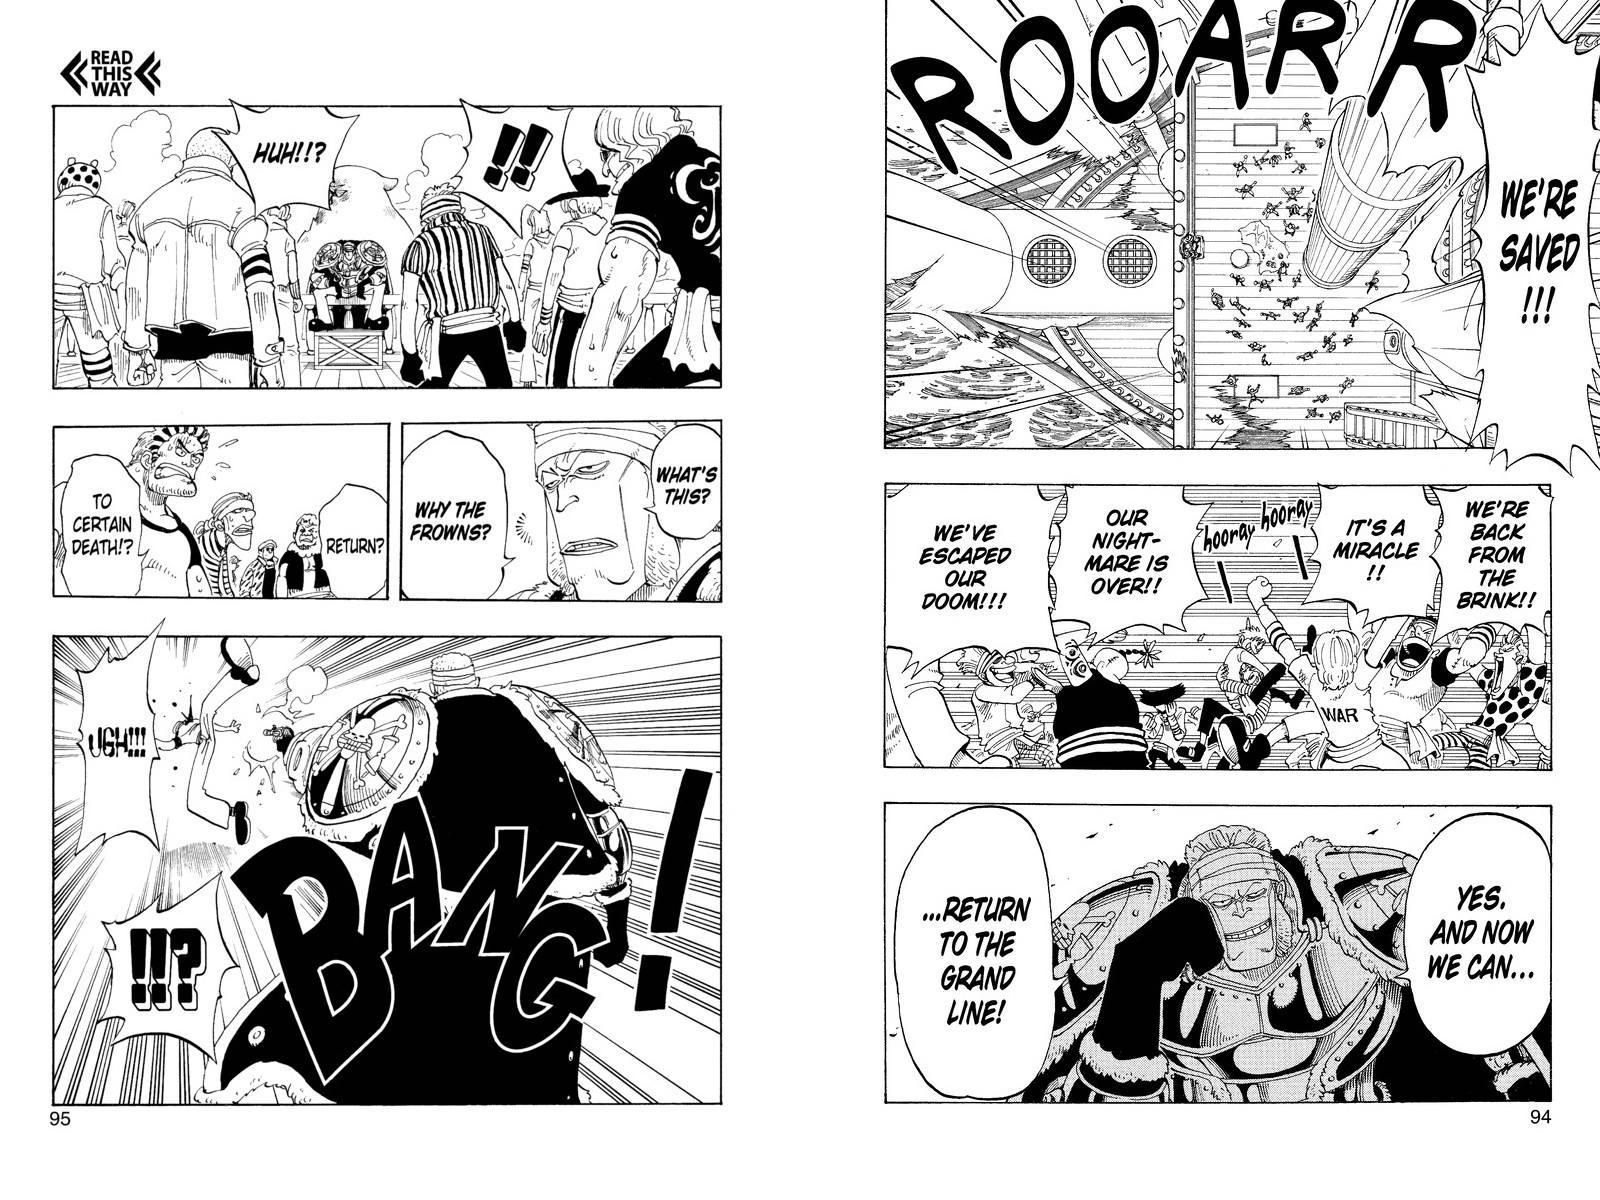 ROOARR
WE'RE
SAVED
!!!
WE'RE
BACK
FROM
THE
BRINK!!
IT'S A
MIRACLE
!!
hooray
hooray
!
!
OUR
NIGHT-
MARE IS
OVER!!
WE'VE
ESCAPED
OUR
DOOM!!!
WAR
YES.
AND NOW
WE CAN...
...RETURN
TO THE
GRAND
LINE!
94
READ
THIS
WAY
!!
HUH!!?
WHAT'S
THIS?
WHY THE
FROWNS?
RETURN?
TO
CERTAIN
DEATH!?
UGH!!!
BANG!
!!?
95